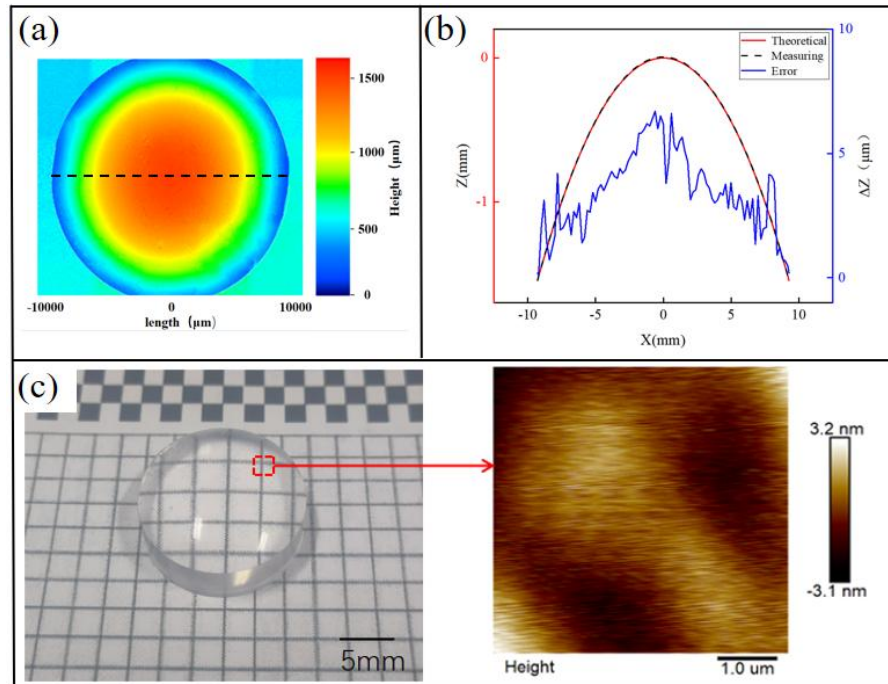 (a)
1500
1000
500
0
Height (μm)
-10000
0
10000
length (μm)
(b)
Theoretical
Measuring
Error
0
-1
Z(mm)
10
5
0
ΔZ (μm)
-10
-5
0
5
10
X(mm)
(c)
5mm
3.2 nm
-3.1 nm
Height
1.0 um